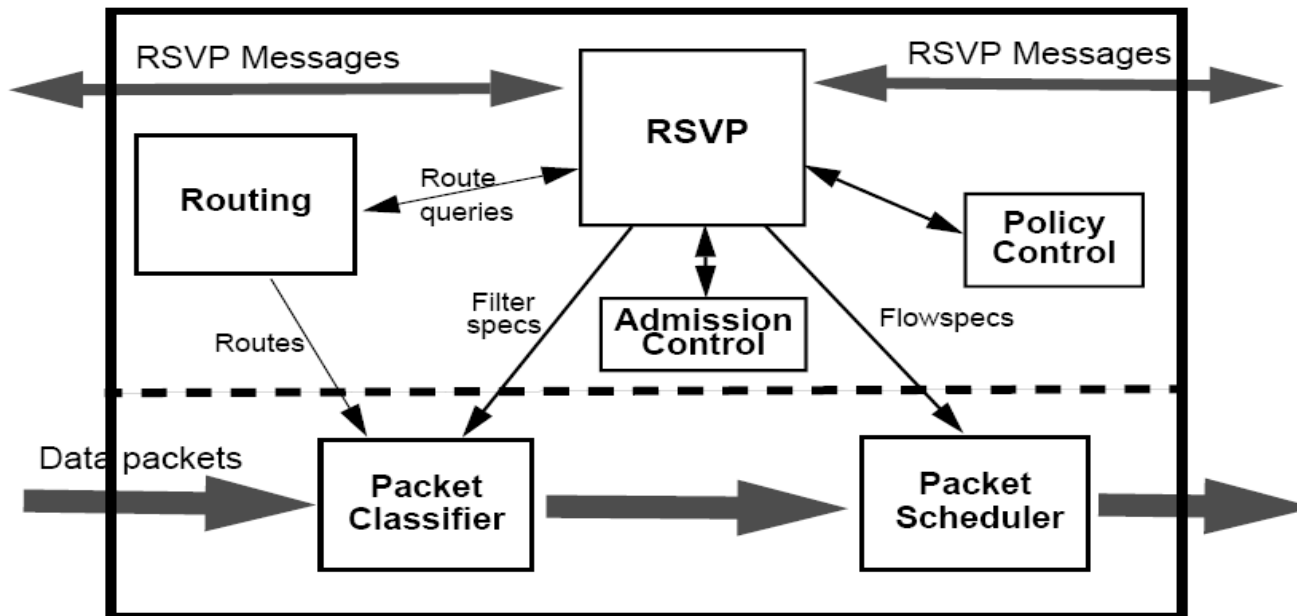 RSVP Messages
RSVP Messages
RSVP
Routing
Route
queries
Policy
Control
Filter
specs
Admission
Control
Flowspecs
Routes
Data packets
Packet
Classifier
Packet
Scheduler